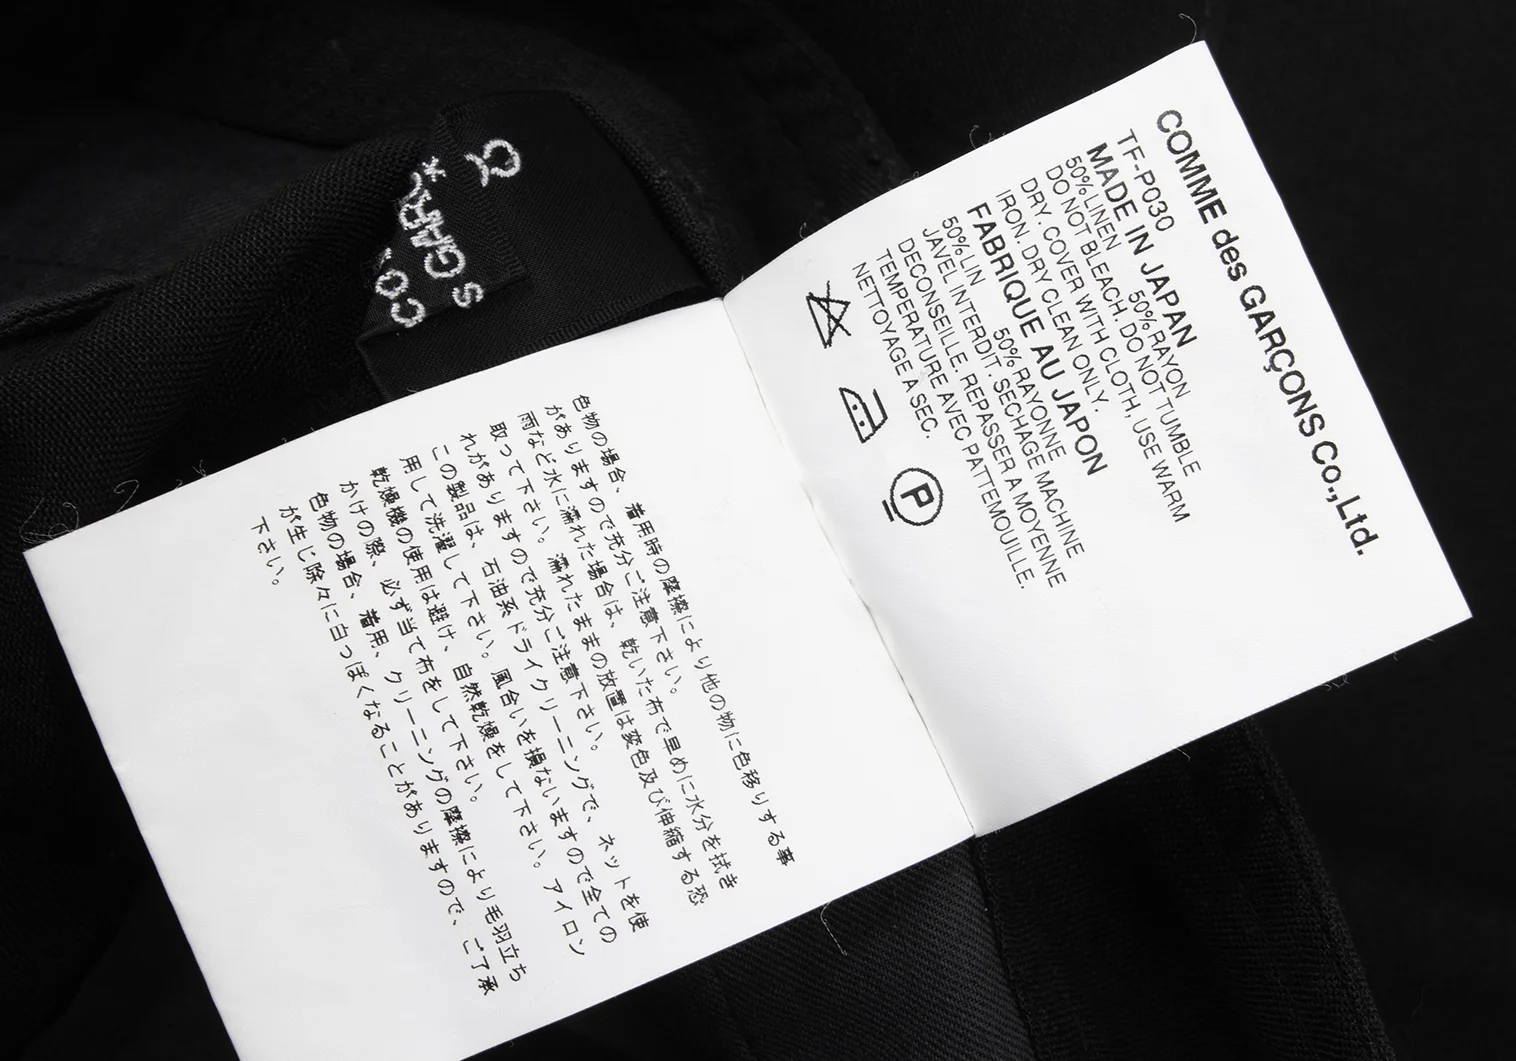 COMME des GARÇONS Co.,Ltd.
TF-P030
MADE IN JAPAN
50% LINEN 50% RAYON
DO NOT BLEACH. DO NOT TUMBLE
DRY. COVER WITH CLOTH, USE WARM
IRON. DRY CLEAN ONLY.
FABRIQUE AU JAPON
50% LIN 50% RAYONNE
JAVEL INTERDIT. SECHAGE MACHINE
DECONSEILLE. REPASSER A MOYENNE
TEMPERATURE AVEC PATTEMOUILLE.
NETTOYAGE A SEC.
P
色物の場合、着用時の摩擦により他の物に色移りする事
がありますので充分ご注意下さい。
雨など水に濡れた場合は、乾いた布で早めに水分を拭き
取って下さい。濡れたままの放置は変色及び伸縮する恐
れがありますので充分ご注意下さい。
この製品は、石油系ドライクリーニングで、ネットを使
用して洗濯して下さい。風合いを損ないますので全ての
乾燥機の使用は避け、自然乾燥をして下さい。アイロン
かけの際、必ず当て布をして下さい。
色物の場合、着用、クリーニングの摩擦により毛羽立ち
が生じ除々に白っぽくなることがありますので、ご了承
下さい。